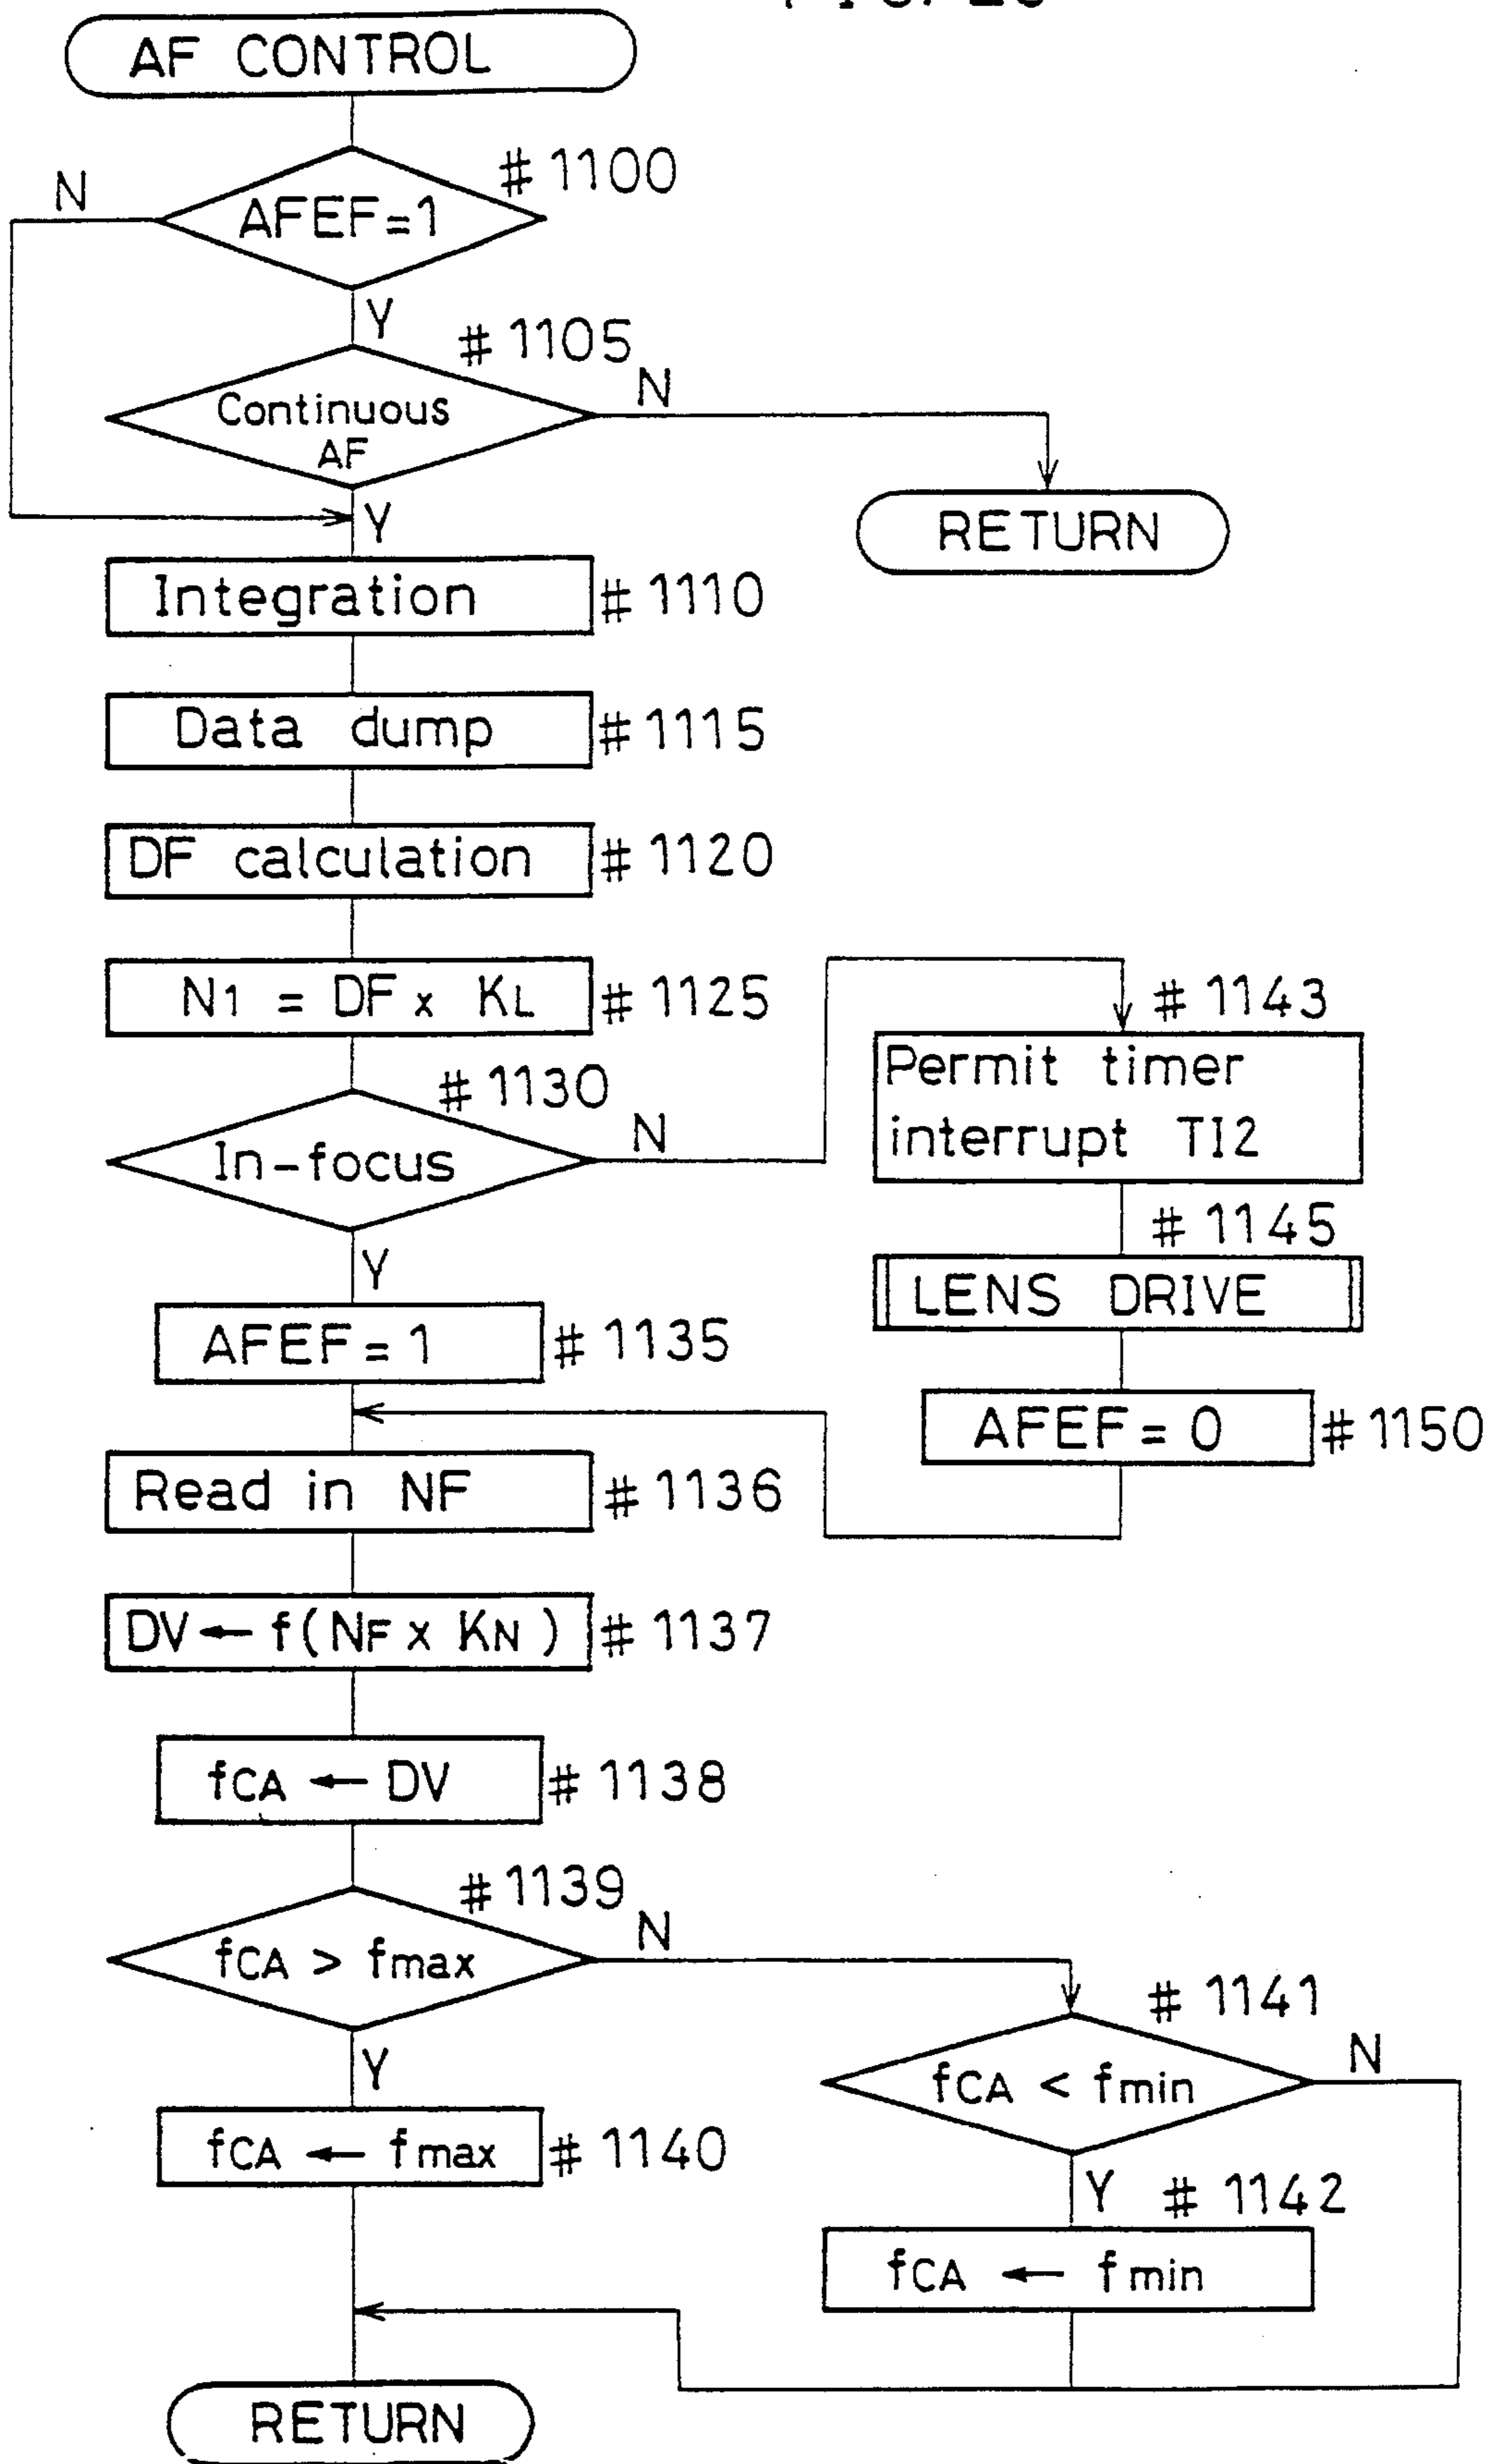 AF CONTROL
#1100
N
AFEF=1
Y
#1105
N
Continuous
AF
Y
RETURN
Integration
#1110
Data dump
#1115
DF calculation
#1120
N1 = DF x KL
#1125
#1130
In-focus
N
#1143
Permit timer
interrupt TI2
#1145
LENS DRIVE
Y
AFEF=1
#1135
AFEF=0
#1150
Read in NF
#1136
DV ← f(NF x KN)
#1137
fCA ← DV
#1138
#1139
fCA > fmax
N
#1141
fCA < fmin
N
Y
fCA ← fmax
#1140
Y
#1142
fCA ← fmin
RETURN